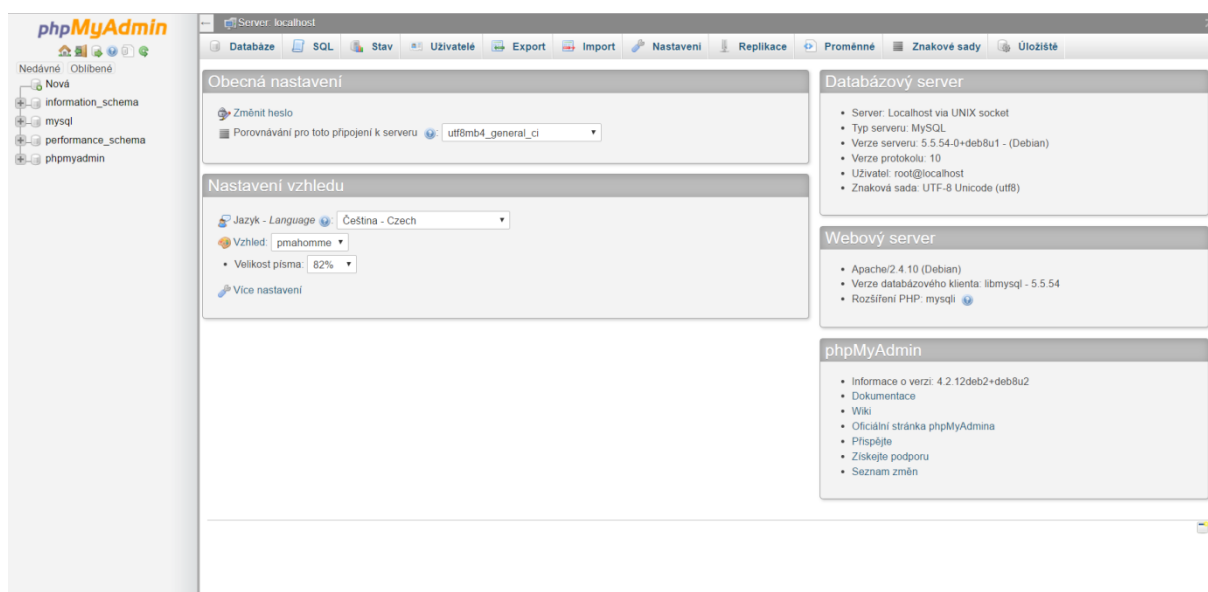 phpMyAdmin
Nedávné Oblíbené
Nová
information_schema
mysql
performance_schema
phpmyadmin
Server: localhost
Databáze SQL Stav Uživatelé Export Import Nastavení Replikace Proměnné Znakové sady Úložiště
Obecná nastavení
Změnit heslo
Porovnávání pro toto připojení k serveru : utf8mb4_general_ci
Nastavení vzhledu
Jazyk - Language : Čeština - Czech
Vzhled: pmahomme
• Velikost písma: 82%
Více nastavení
Databázový server
• Server: Localhost via UNIX socket
• Typ serveru: MySQL
• Verze serveru: 5.5.54-0+deb8u1 - (Debian)
• Verze protokolu: 10
• Uživatel: root@localhost
• Znaková sada: UTF-8 Unicode (utf8)
Webový server
• Apache/2.4.10 (Debian)
• Verze databázového klienta: libmysql - 5.5.54
• Rozšíření PHP: mysqli
phpMyAdmin
• Informace o verzi: 4.2.12deb2+deb8u2
• Dokumentace
• Wiki
• Oficiální stránka phpMyAdmina
• Přispějte
• Získejte podporu
• Seznam změn